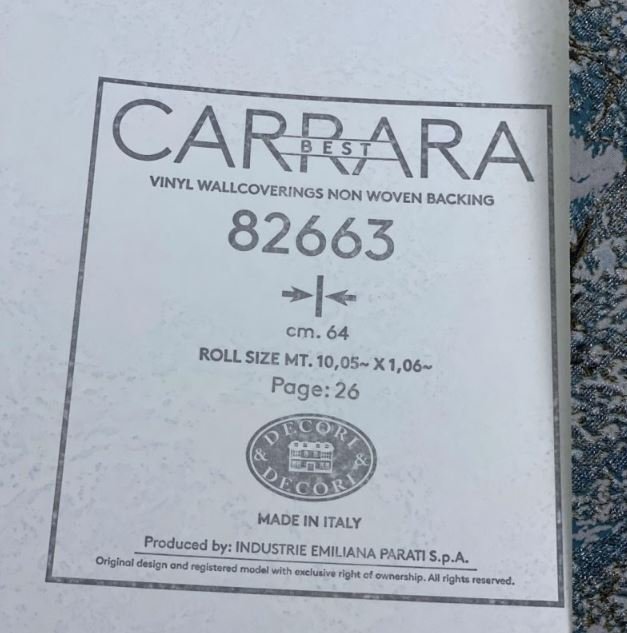 CARRARA
BEST
VINYL WALLCOVERINGS NON WOVEN BACKING
82663
cm. 64
ROLL SIZE MT. 10,05~ X 1,06~
Page: 26
DECORI
& &
DECORI
MADE IN ITALY
Produced by: INDUSTRIE EMILIANA PARATI S.p.A.
Original design and registered model with exclusive right of ownership. All rights reserved.